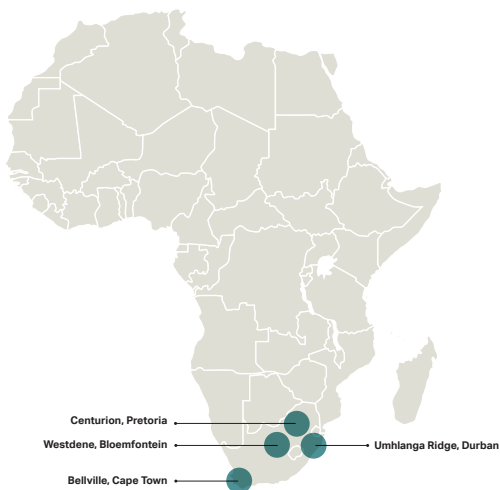 Centurion, Pretoria
Westdene, Bloemfontein
Umhlanga Ridge, Durban
Bellville, Cape Town